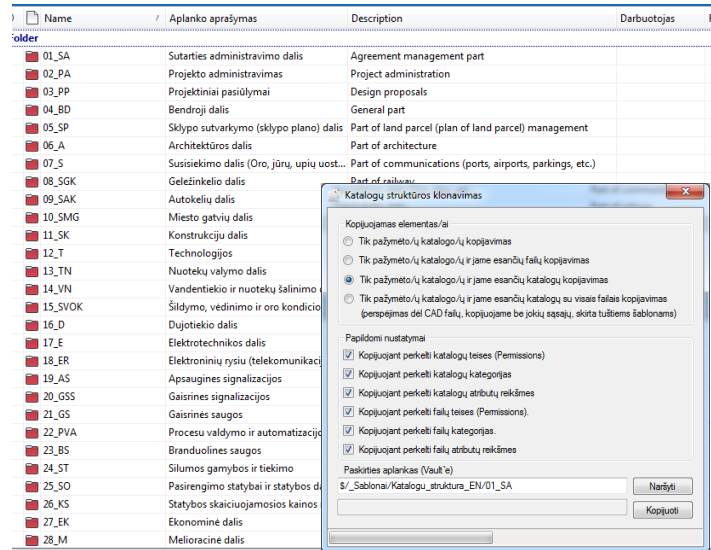 Name / Aplanko aprašymas Description Darbuotojas
older
01_SA Sutarties administravimo dalis Agreement management part
02_PA Projekto administravimas Project administration
03_PP Projektiniai pasiūlymai Design proposals
04_BD Bendroji dalis General part
05_SP Sklypo sutvarkymo (sklypo plano) dalis Part of land parcel (plan of land parcel) management
06_A Architektūros dalis Part of architecture
07_S Susisiekimo dalis (Oro, jūrų, upių uost... Part of communications (ports, airports, parkings, etc.)
08_SGK Geležinkelio dalis Part of railway
09_SAK Autokelių dalis
10_SMG Miesto gatvių dalis
11_SK Konstrukcijų dalis
12_T Technologijos
13_TN Nuotekų valymo dalis
14_VN Vandentiekio ir nuotekų šalinimo
15_SVOK Šildymo, vėdinimo ir oro kondicio
16_D Dujotiekio dalis
17_E Elektrotechnikos dalis
18_ER Elektroninių rysiu (telekomunikaci
19_AS Apsaugines signalizacijos
20_GSS Gaisrines signalizacijos
21_GS Gaisrinės saugos
22_PVA Procesu valdymo ir automatizacijo
23_BS Branduolines saugos
24_ST Silumos gamybos ir tiekimo
25_SO Pasirengimo statybai ir statybos da
26_KS Statybos skaiciuojamosios kainos
27_EK Ekonominė dalis
28_M Melioracinė dalis
Katalogų struktūros klonavimas
Kopijuojamas elementas/ai
Tik pažymėto/ų katalogo/ų kopijavimas
Tik pažymėto/ų katalogo/ų ir jame esančių failų kopijavimas
Tik pažymėto/ų katalogo/ų ir jame esančių katalogų kopijavimas
Tik pažymėto/ų katalogo/ų ir jame esančių katalogų su visais failais kopijavimas
(perspėjimas dėl CAD failų, kopijuojame be jokių sąsajų, skirta tuštiems šablonams)
Papildomi nustatymai
Kopijuojant perkelti katalogų teises (Permissions)
Kopijuojant perkelti katalogų kategorijas
Kopijuojant perkelti katalogų atributų reikšmes
Kopijuojant perkelti failų teises (Permissions).
Kopijuojant perkelti failų kategorijas.
Kopijuojant perkelti failų atributų reikšmes
Paskirties aplankas (Vault`e)
$/_Sablonai/Katalogu_struktura_EN/01_SA Naršyti
Kopijuoti